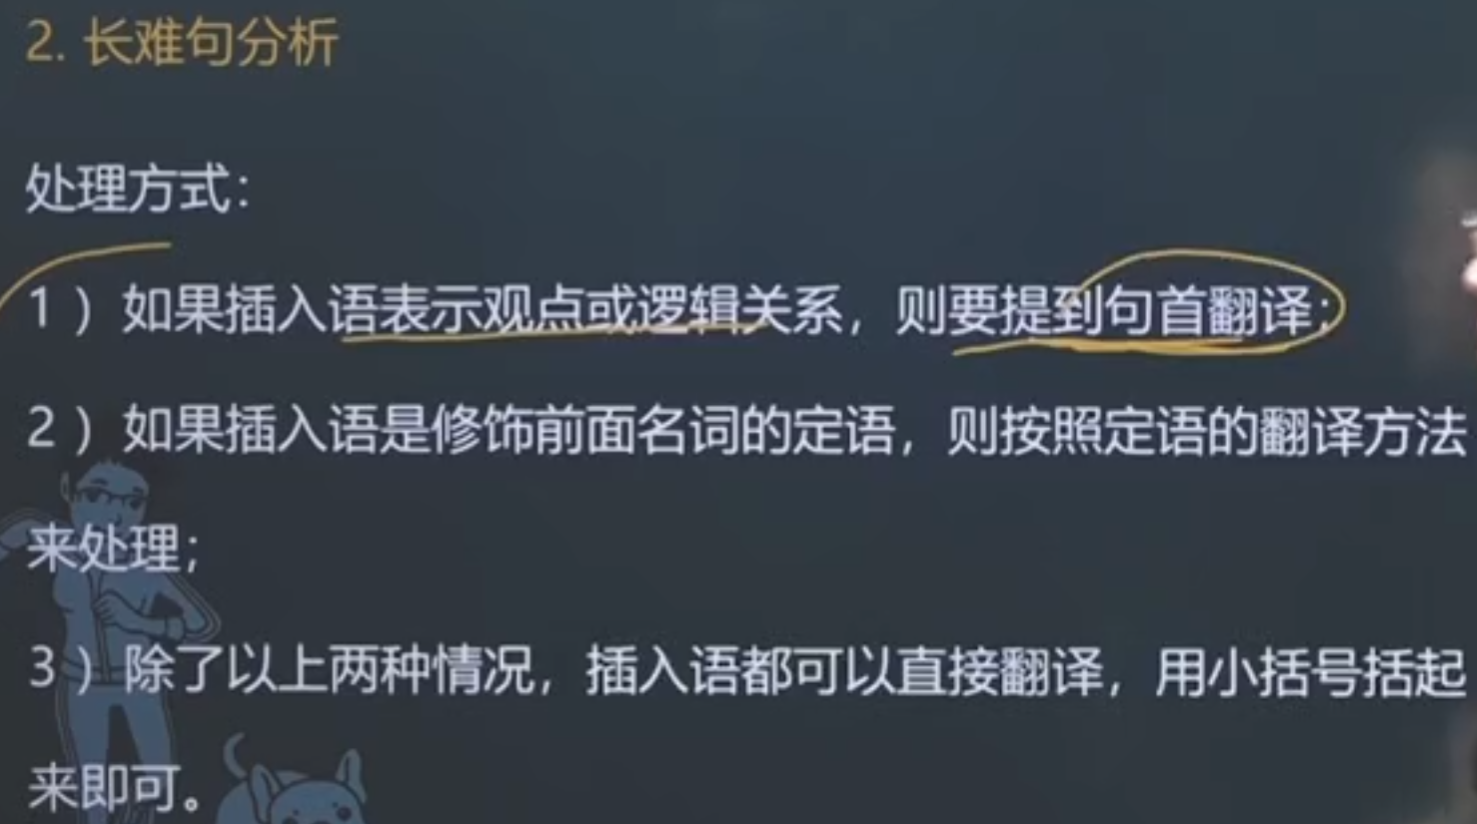 2. 长难句分析
处理方式：
1）如果插入语表示观点或逻辑关系，则要提到句首翻译；
2）如果插入语是修饰前面名词的定语，则按照定语的翻译方法
来处理；
3）除了以上两种情况，插入语都可以直接翻译，用小括号括起
来即可。